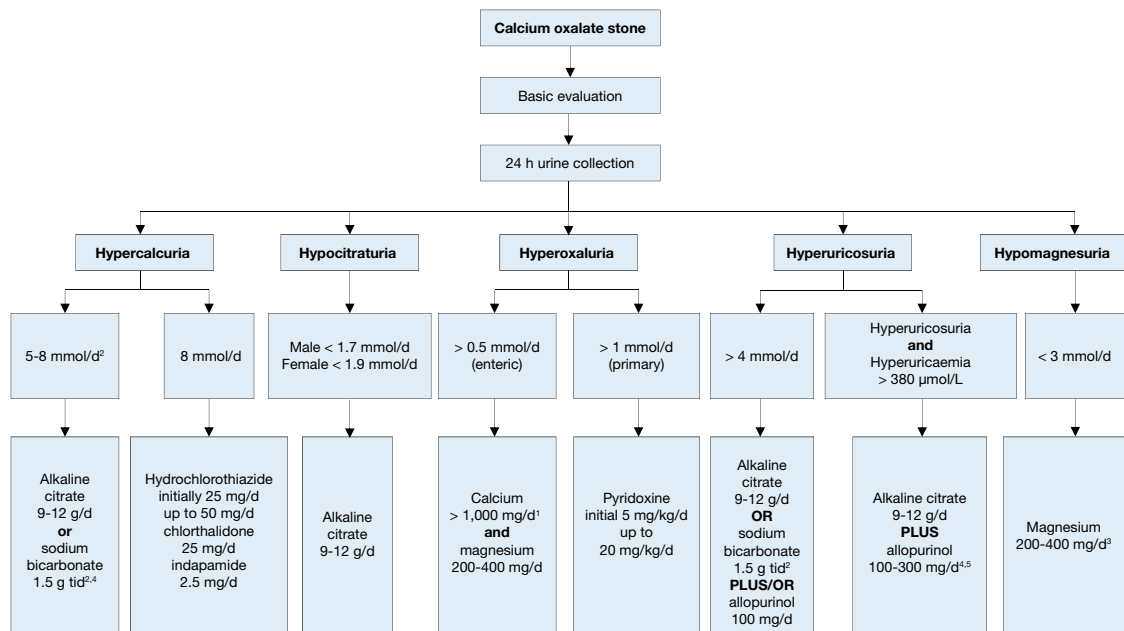 Calcium oxalate stone
Basic evaluation
24 h urine collection
Hypercalcuria
Hypocitraturia
Hyperoxaluria
Hyperuricosuria
Hypomagnesuria
5-8 mmol/d²
8 mmol/d
Male < 1.7 mmol/d
Female < 1.9 mmol/d
> 0.5 mmol/d
(enteric)
> 1 mmol/d
(primary)
> 4 mmol/d
Hyperuricosuria
and
Hyperuricaemia
> 380 µmol/L
< 3 mmol/d
Alkaline
citrate
9-12 g/d
or
sodium
bicarbonate
1.5 g tid²,⁴
Hydrochlorothiazide
initially 25 mg/d
up to 50 mg/d
chlorthalidone
25 mg/d
indapamide
2.5 mg/d
Alkaline
citrate
9-12 g/d
Calcium
> 1,000 mg/d¹
and
magnesium
200-400 mg/d
Pyridoxine
initial 5 mg/kg/d
up to
20 mg/kg/d
Alkaline
citrate
9-12 g/d
OR
sodium
bicarbonate
1.5 g tid²
PLUS/OR
allopurinol
100 mg/d
Alkaline citrate
9-12 g/d
PLUS
allopurinol
100-300 mg/d⁴,⁵
Magnesium
200-400 mg/d³